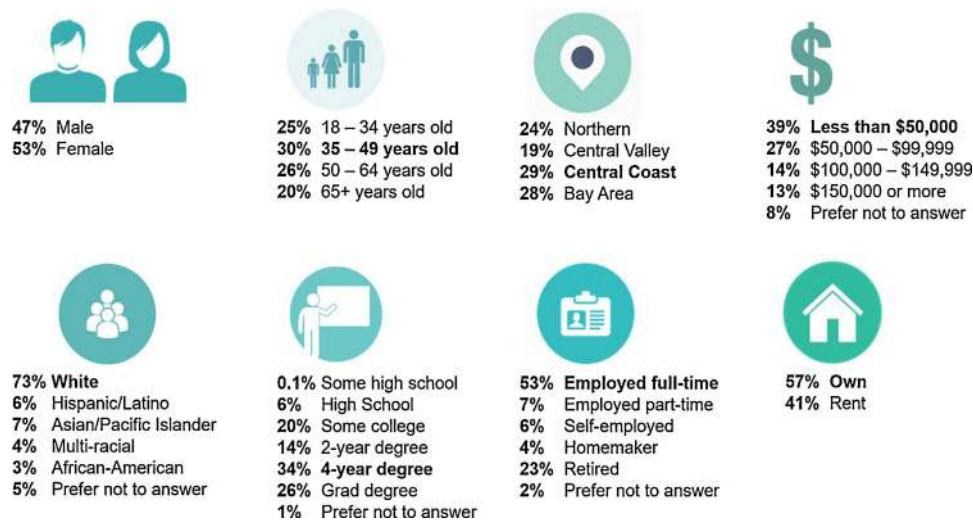 47% Male
53% Female
25% 18 – 34 years old
30% 35 – 49 years old
26% 50 – 64 years old
20% 65+ years old
24% Northern
19% Central Valley
29% Central Coast
28% Bay Area
$
39% Less than $50,000
27% $50,000 – $99,999
14% $100,000 – $149,999
13% $150,000 or more
8% Prefer not to answer
73% White
6% Hispanic/Latino
7% Asian/Pacific Islander
4% Multi-racial
3% African-American
5% Prefer not to answer
0.1% Some high school
6% High School
20% Some college
14% 2-year degree
34% 4-year degree
26% Grad degree
1% Prefer not to answer
53% Employed full-time
7% Employed part-time
6% Self-employed
4% Homemaker
23% Retired
2% Prefer not to answer
57% Own
41% Rent